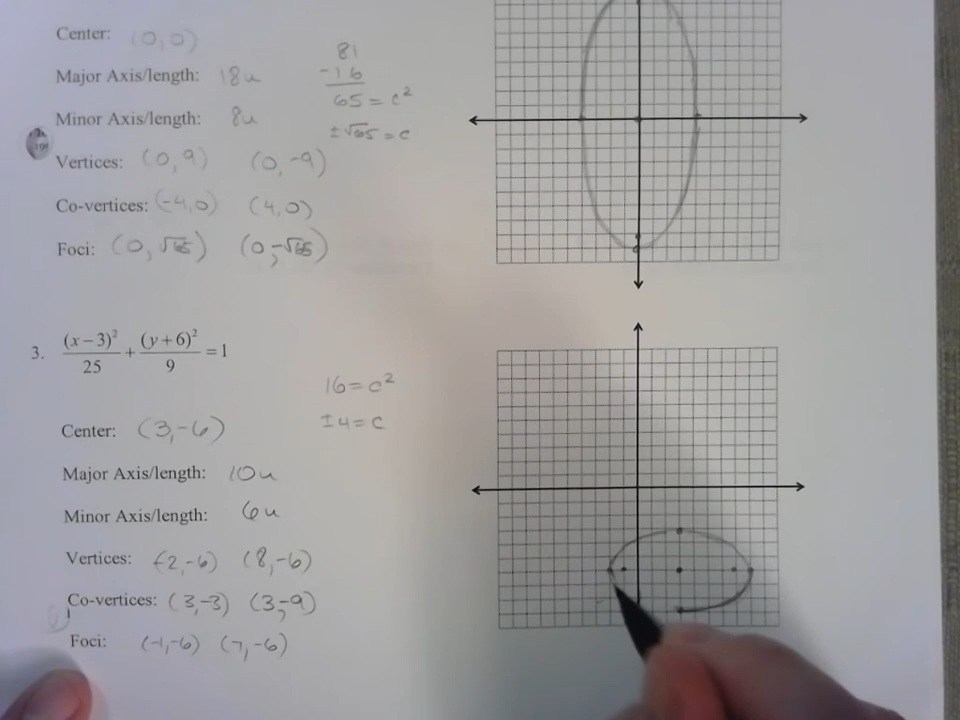 Center: (0,0)
81
Major Axis/length: 18u
-16
65 = c²
Minor Axis/length: 8u
±√65 = c
Vertices: (0,9) (0,-9)
Co-vertices: (-4,0) (4,0)
Foci: (0,√65) (0,-√65)
3. (x-3)²/25 + (y+6)²/9 = 1
16 = c²
±4 = c
Center: (3,-6)
Major Axis/length: 10u
Minor Axis/length: 6u
Vertices: (-2,-6) (8,-6)
Co-vertices: (3,-3) (3,-9)
Foci: (-1,-6) (7,-6)